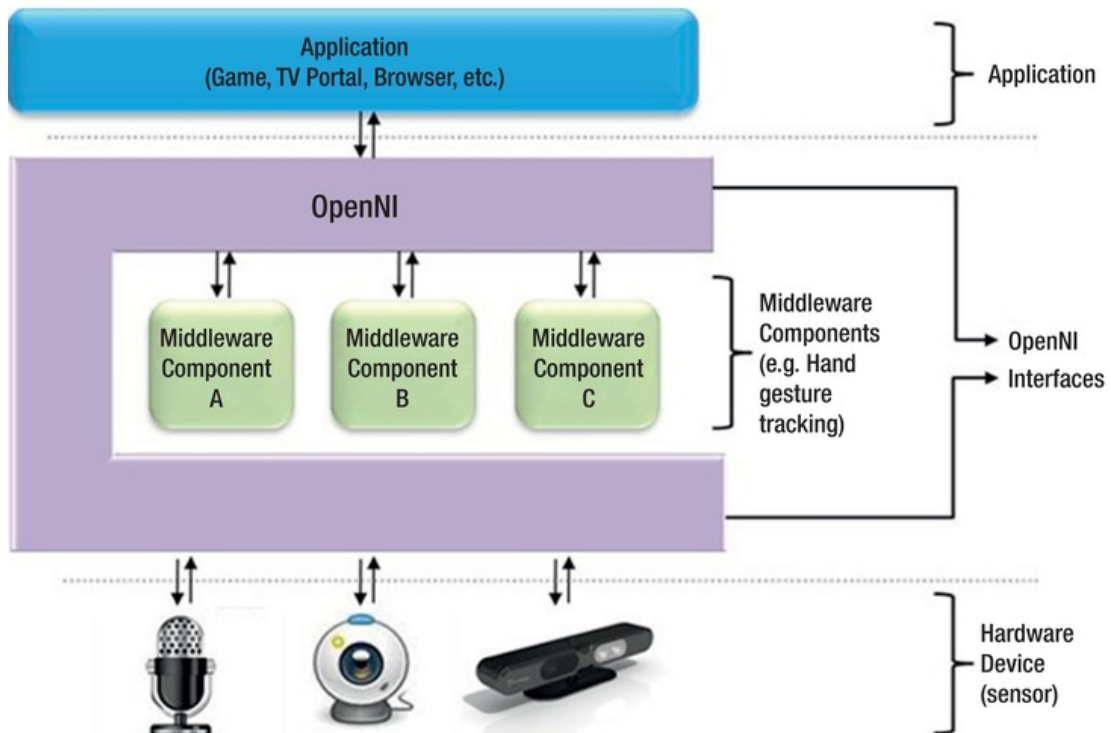 Application
(Game, TV Portal, Browser, etc.)
Application
OpenNI
Middleware
Component
A
Middleware
Component
B
Middleware
Component
C
Middleware
Components
(e.g. Hand
gesture
tracking)
OpenNI
Interfaces
Hardware
Device
(sensor)